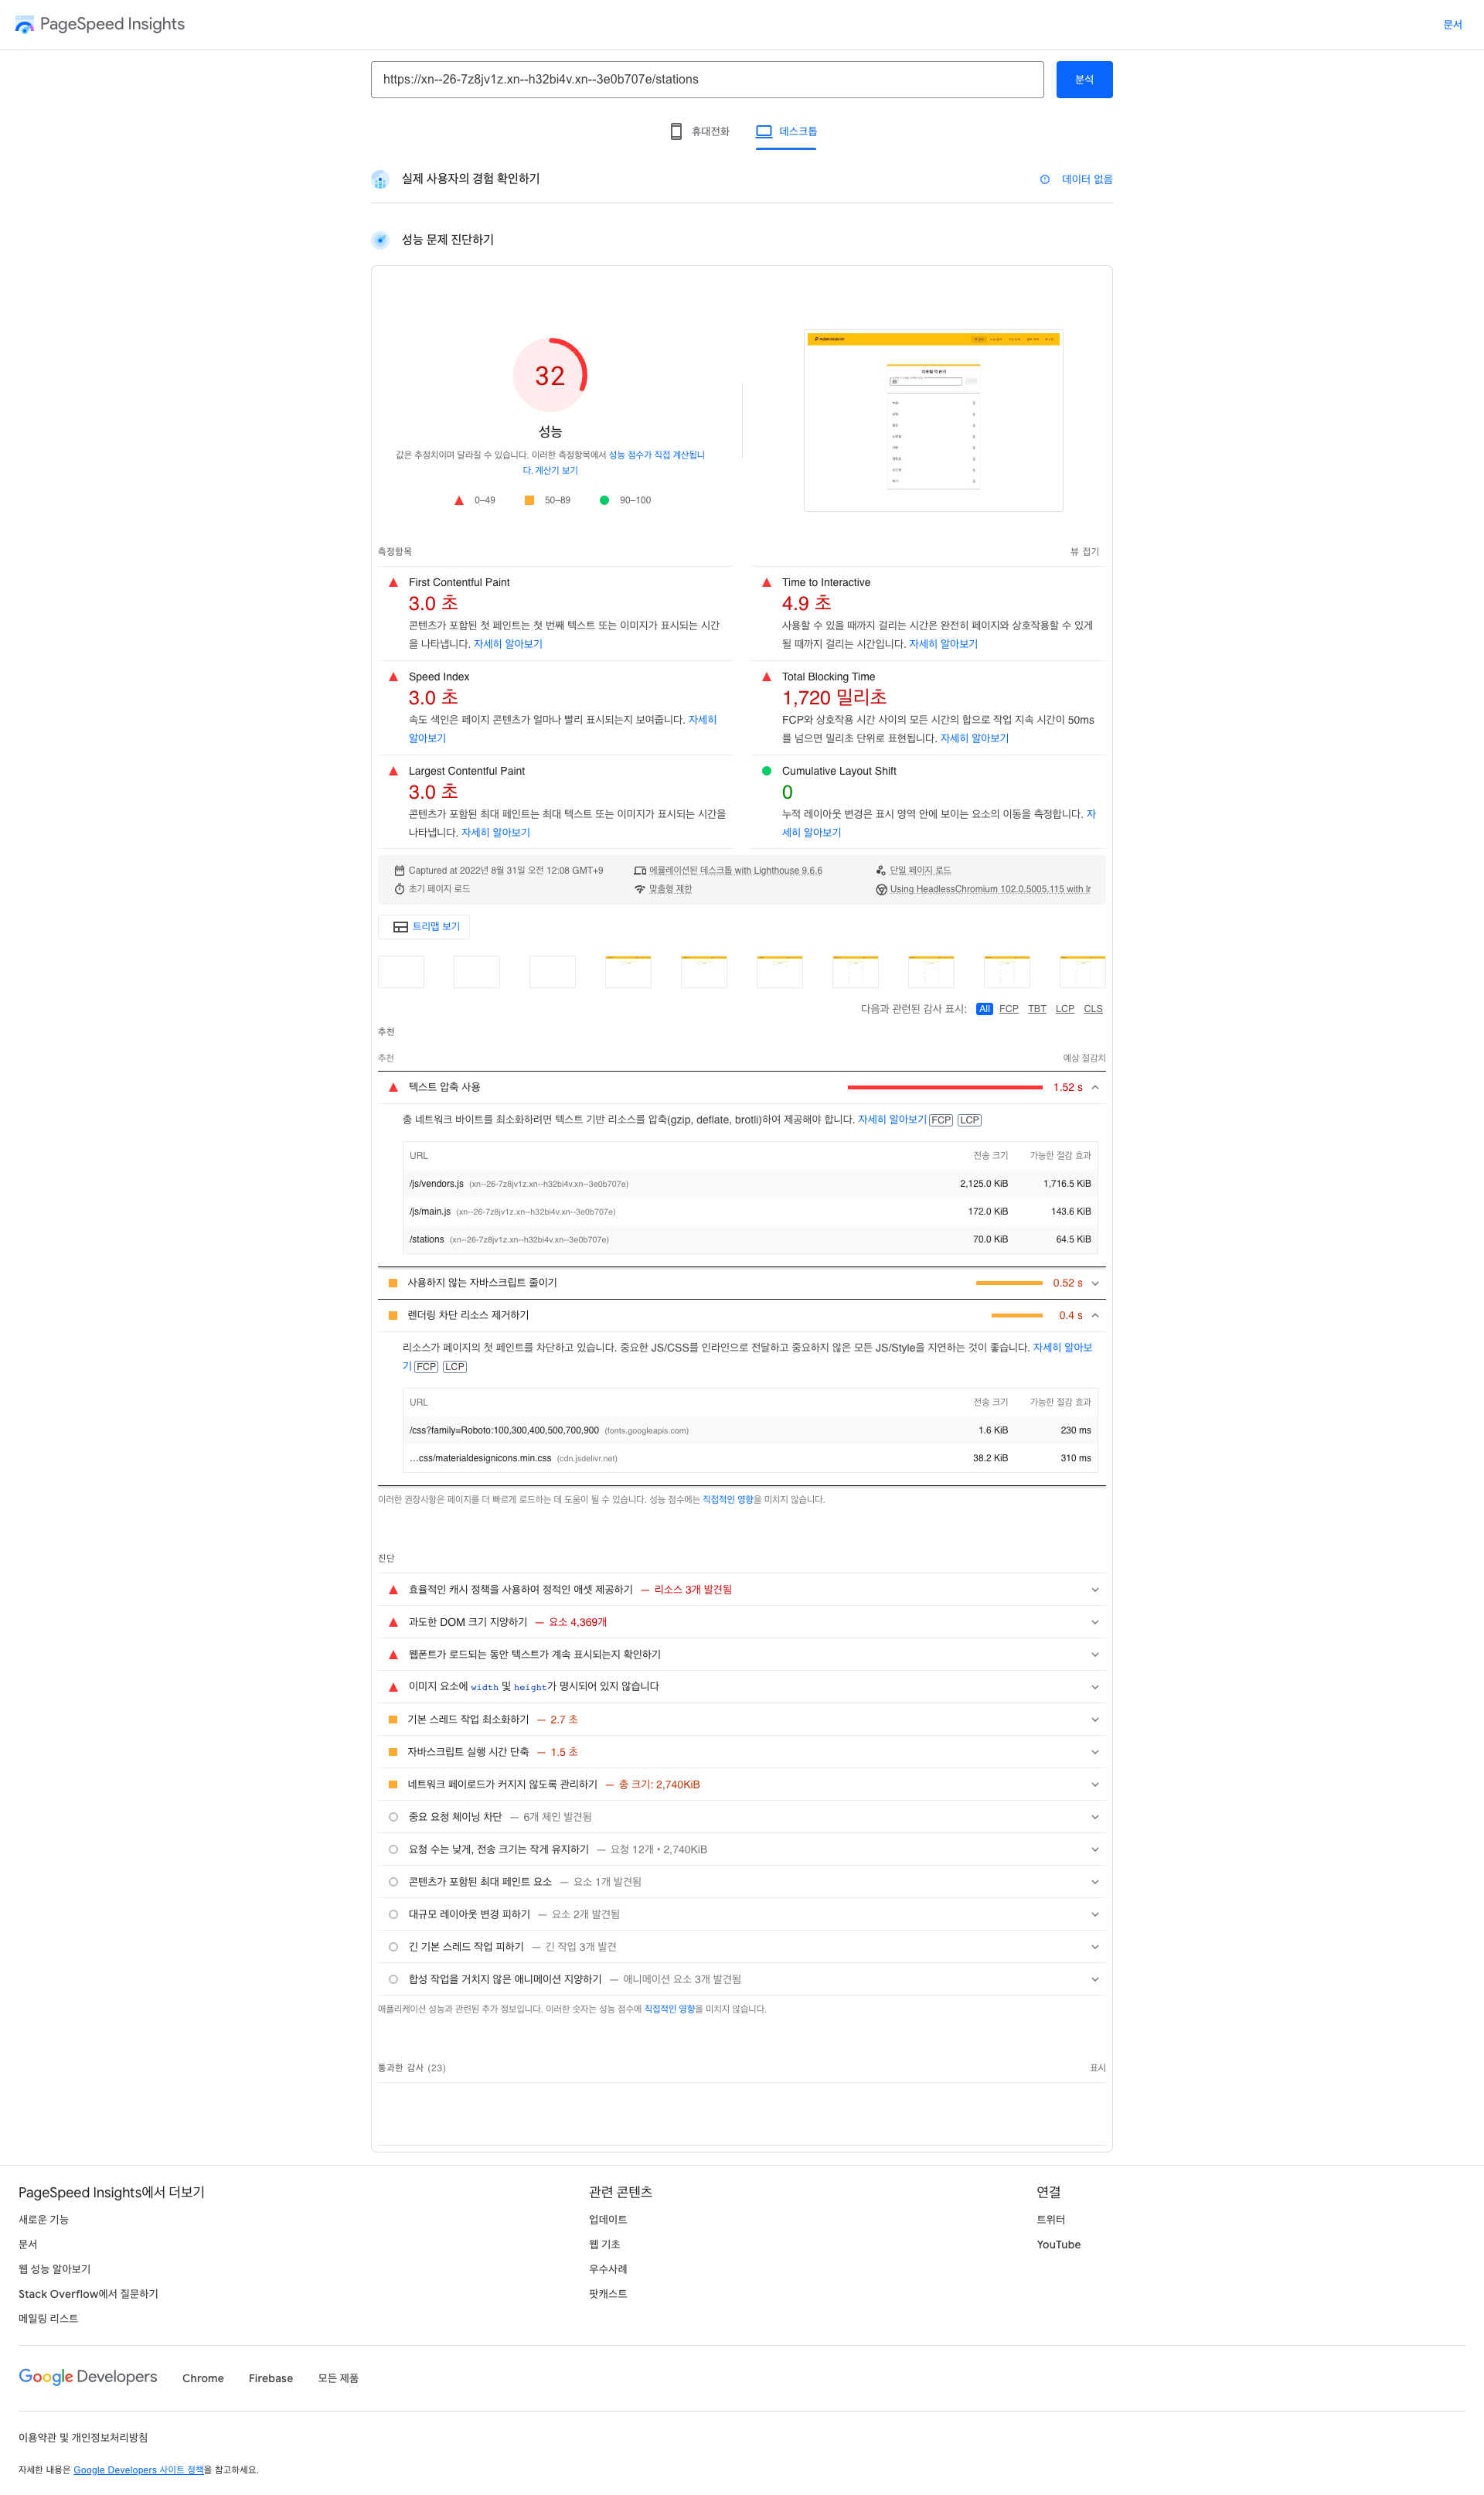 PageSpeed Insights
문서
https://xn--26-7z8jv1z.xn--h32bi4v.xn--3e0b707e/stations
분석
휴대전화
데스크톱
실제 사용자의 경험 확인하기
데이터 없음
성능 문제 진단하기
32
성능
값은 추정치이며 달라질 수 있습니다. 이러한 측정항목에서 성능 점수가 직접 계산됩니
다. 계산기 보기
0–49
50–89
90–100
측정항목
뷰 접기
First Contentful Paint
3.0 초
콘텐츠가 포함된 첫 페인트는 첫 번째 텍스트 또는 이미지가 표시되는 시간
을 나타냅니다. 자세히 알아보기
Time to Interactive
4.9 초
사용할 수 있을 때까지 걸리는 시간은 완전히 페이지와 상호작용할 수 있게
될 때까지 걸리는 시간입니다. 자세히 알아보기
Speed Index
3.0 초
속도 색인은 페이지 콘텐츠가 얼마나 빨리 표시되는지 보여줍니다. 자세히
알아보기
Total Blocking Time
1,720 밀리초
FCP와 상호작용 시간 사이의 모든 시간의 합으로 작업 지속 시간이 50ms
를 넘으면 밀리초 단위로 표현됩니다. 자세히 알아보기
Largest Contentful Paint
3.0 초
콘텐츠가 포함된 최대 페인트는 최대 텍스트 또는 이미지가 표시되는 시간을
나타냅니다. 자세히 알아보기
Cumulative Layout Shift
0
누적 레이아웃 변경은 표시 영역 안에 보이는 요소의 이동을 측정합니다. 자
세히 알아보기
Captured at 2022년 8월 31일 오전 12:08 GMT+9
에뮬레이션된 데스크톱 with Lighthouse 9.6.6
단일 페이지 로드
초기 페이지 로드
맞춤형 제한
Using HeadlessChromium 102.0.5005.115 with lr
트리맵 보기
다음과 관련된 감사 표시: All FCP TBT LCP CLS
추천
추천
예상 절감치
텍스트 압축 사용
1.52 s
총 네트워크 바이트를 최소화하려면 텍스트 기반 리소스를 압축(gzip, deflate, brotli)하여 제공해야 합니다. 자세히 알아보기 FCP LCP
URL 전송 크기 가능한 절감 효과
/js/vendors.js (xn--26-7z8jv1z.xn--h32bi4v.xn--3e0b707e) 2,125.0 KiB 1,716.5 KiB
/js/main.js (xn--26-7z8jv1z.xn--h32bi4v.xn--3e0b707e) 172.0 KiB 143.6 KiB
/stations (xn--26-7z8jv1z.xn--h32bi4v.xn--3e0b707e) 70.0 KiB 64.5 KiB
사용하지 않는 자바스크립트 줄이기
0.52 s
렌더링 차단 리소스 제거하기
0.4 s
리소스가 페이지의 첫 페인트를 차단하고 있습니다. 중요한 JS/CSS를 인라인으로 전달하고 중요하지 않은 모든 JS/Style을 지연하는 것이 좋습니다. 자세히 알아보
기 FCP LCP
URL 전송 크기 가능한 절감 효과
/css?family=Roboto:100,300,400,500,700,900 (fonts.googleapis.com) 1.6 KiB 230 ms
…css/materialdesignicons.min.css (cdn.jsdelivr.net) 38.2 KiB 310 ms
이러한 권장사항은 페이지를 더 빠르게 로드하는 데 도움이 될 수 있습니다. 성능 점수에는 직접적인 영향을 미치지 않습니다.
진단
효율적인 캐시 정책을 사용하여 정적인 애셋 제공하기 — 리소스 3개 발견됨
과도한 DOM 크기 지양하기 — 요소 4,369개
웹폰트가 로드되는 동안 텍스트가 계속 표시되는지 확인하기
이미지 요소에 width 및 height가 명시되어 있지 않습니다
기본 스레드 작업 최소화하기 — 2.7 초
자바스크립트 실행 시간 단축 — 1.5 초
네트워크 페이로드가 커지지 않도록 관리하기 — 총 크기: 2,740KiB
중요 요청 체이닝 차단 — 6개 체인 발견됨
요청 수는 낮게, 전송 크기는 작게 유지하기 — 요청 12개 • 2,740KiB
콘텐츠가 포함된 최대 페인트 요소 — 요소 1개 발견됨
대규모 레이아웃 변경 피하기 — 요소 2개 발견됨
긴 기본 스레드 작업 피하기 — 긴 작업 3개 발견
합성 작업을 거치지 않은 애니메이션 지양하기 — 애니메이션 요소 3개 발견됨
애플리케이션 성능과 관련된 추가 정보입니다. 이러한 숫자는 성능 점수에 직접적인 영향을 미치지 않습니다.
통과한 감사 (23)
표시
PageSpeed Insights에서 더보기
새로운 기능
문서
웹 성능 알아보기
Stack Overflow에서 질문하기
메일링 리스트
관련 콘텐츠
업데이트
웹 기초
우수사례
팟캐스트
연결
트위터
YouTube
Google Developers Chrome Firebase 모든 제품
이용약관 및 개인정보처리방침
자세한 내용은 Google Developers 사이트 정책을 참고하세요.